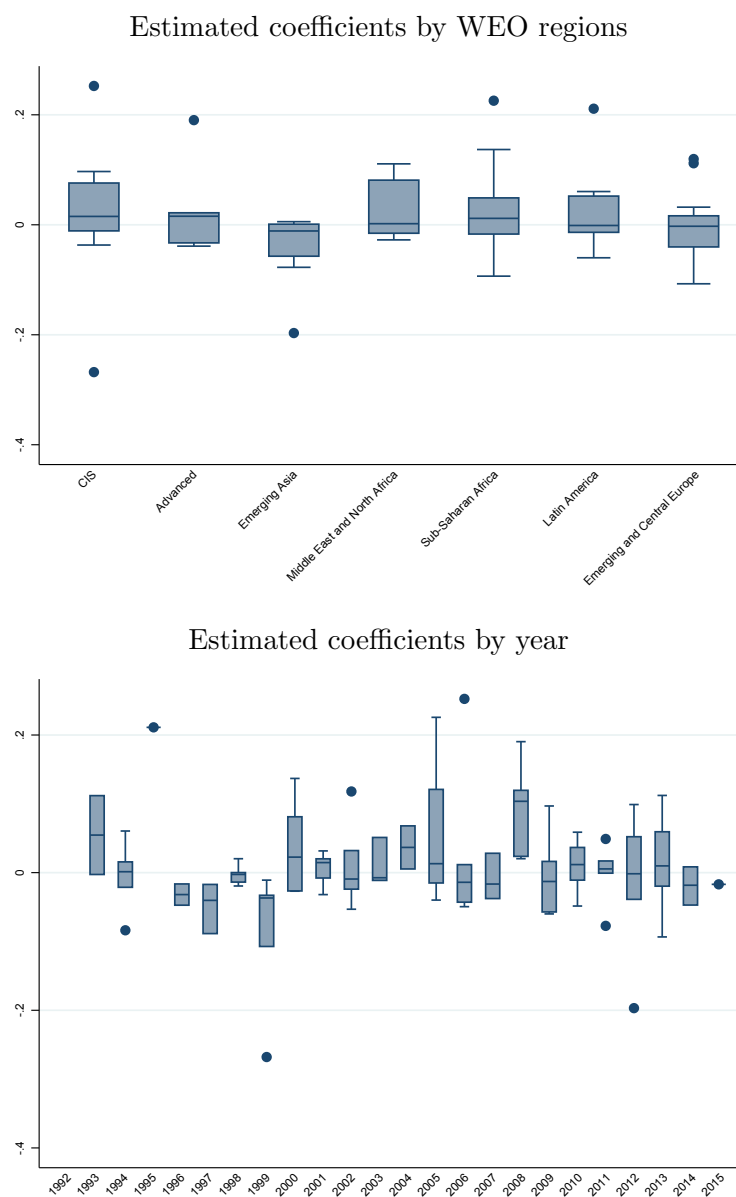 Estimated coefficients by WEO regions
.2
0
-.2
-.4
CIS
Advanced
Emerging Asia
Middle East and North Africa
Sub-Saharan Africa
Latin America
Emerging and Central Europe
Estimated coefficients by year
.2
0
-.2
-.4
1992 1993 1994 1995 1996 1997 1998 1999 2000 2001 2002 2003 2004 2005 2006 2007 2008 2009 2010 2011 2012 2013 2014 2015